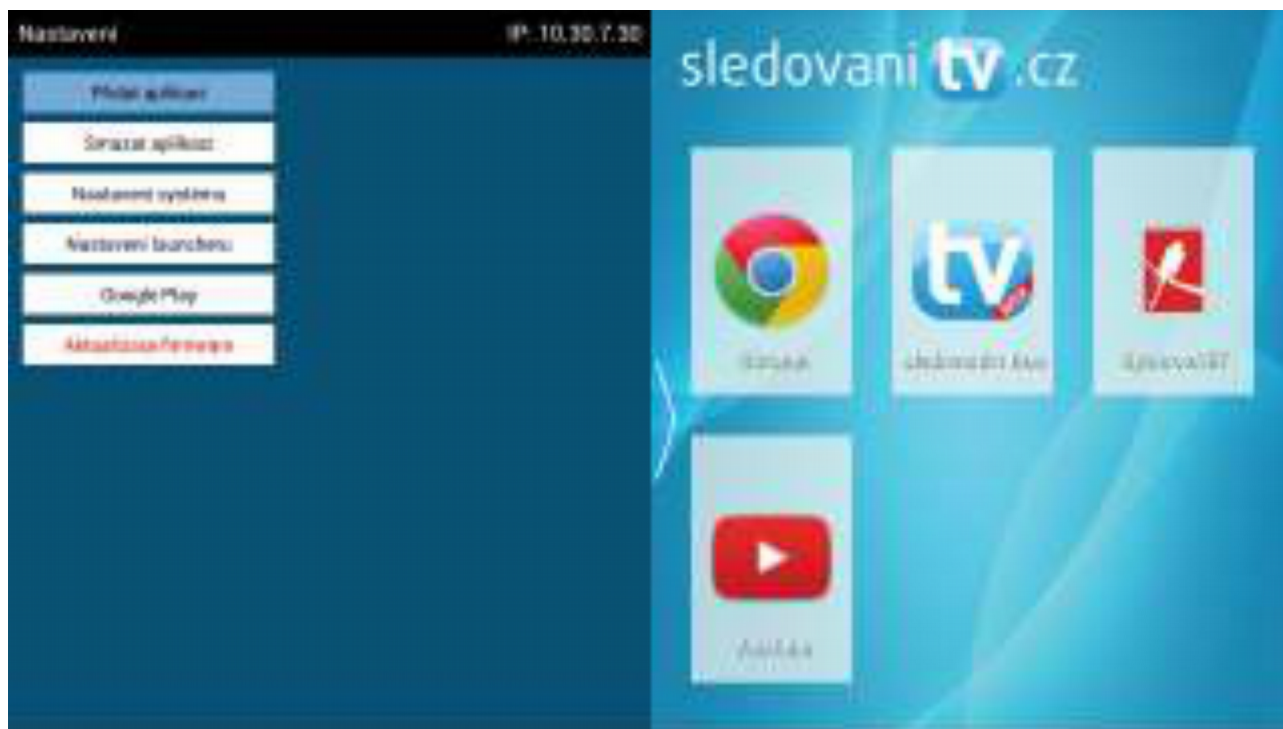 Nastavení
IP: 10.30.7.30
Přidat aplikaci
Smazat aplikaci
Nastavení systému
Nastavení launcheru
Google Play
Aktualizace firmware
sledovani tv .cz
tv